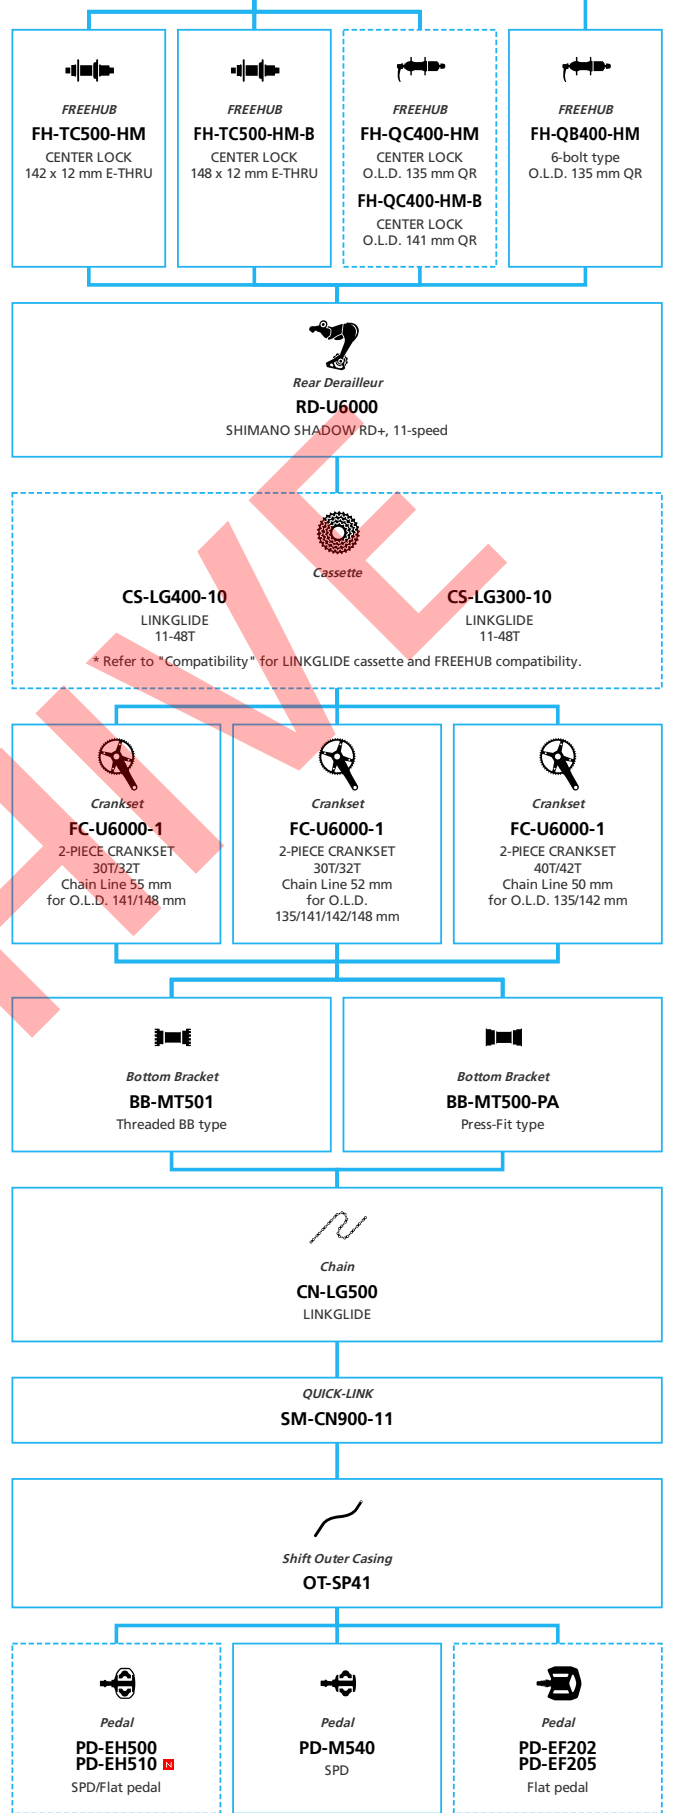 FREEHUB
FH-TC500-HM
CENTER LOCK
142 x 12 mm E-THRU
FREEHUB
FH-TC500-HM-B
CENTER LOCK
148 x 12 mm E-THRU
FREEHUB
FH-QC400-HM
CENTER LOCK
O.L.D. 135 mm QR
FH-QC400-HM-B
CENTER LOCK
O.L.D. 141 mm QR
FREEHUB
FH-QB400-HM
6-bolt type
O.L.D. 135 mm QR
Rear Derailleur
RD-U6000
SHIMANO SHADOW RD+, 11-speed
Cassette
CS-LG400-10
LINKGLIDE
11-48T
CS-LG300-10
LINKGLIDE
11-48T
* Refer to "Compatibility" for LINKGLIDE cassette and FREEHUB compatibility.
Crankset
FC-U6000-1
2-PIECE CRANKSET
30T/32T
Chain Line 55 mm
for O.L.D. 141/148 mm
Crankset
FC-U6000-1
2-PIECE CRANKSET
30T/32T
Chain Line 52 mm
for O.L.D.
135/141/142/148 mm
Crankset
FC-U6000-1
2-PIECE CRANKSET
40T/42T
Chain Line 50 mm
for O.L.D. 135/142 mm
Bottom Bracket
BB-MT501
Threaded BB type
Bottom Bracket
BB-MT500-PA
Press-Fit type
Chain
CN-LG500
LINKGLIDE
QUICK-LINK
SM-CN900-11
Shift Outer Casing
OT-SP41
Pedal
PD-EH500
PD-EH510 N
SPD/Flat pedal
Pedal
PD-M540
SPD
Pedal
PD-EF202
PD-EF205
Flat pedal
HIVE